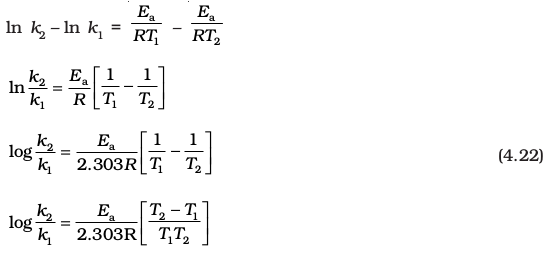 ln k₂ – ln k₁ = Eₐ/RT₁ – Eₐ/RT₂
ln k₂/k₁ = Eₐ/R [1/T₁ – 1/T₂]
log k₂/k₁ = Eₐ/2.303R [1/T₁ – 1/T₂] (4.22)
log k₂/k₁ = Eₐ/2.303R [T₂ – T₁/T₁T₂]